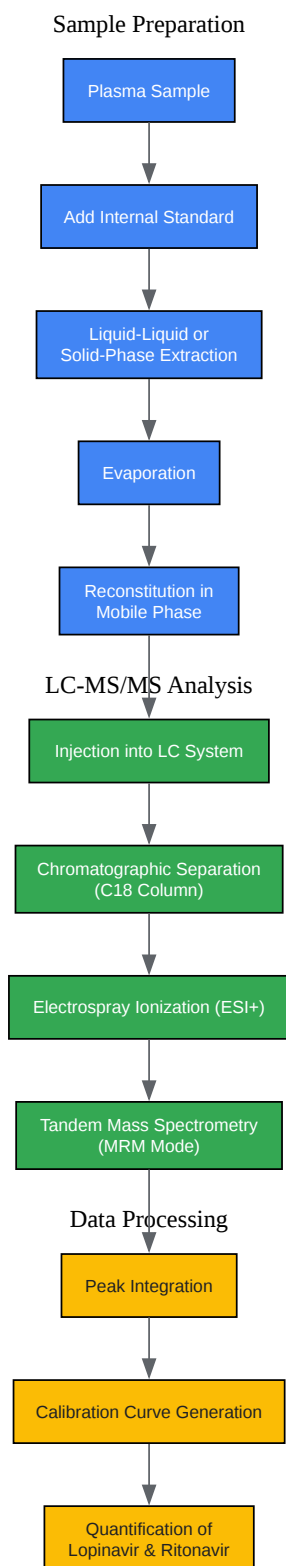 Sample Preparation
Plasma Sample
Add Internal Standard
Liquid-Liquid or
Solid-Phase Extraction
Evaporation
Reconstitution in
Mobile Phase
LC-MS/MS Analysis
Injection into LC System
Chromatographic Separation
(C18 Column)
Electrospray Ionization (ESI+)
Tandem Mass Spectrometry
(MRM Mode)
Data Processing
Peak Integration
Calibration Curve Generation
Quantification of
Lopinavir & Ritonavir